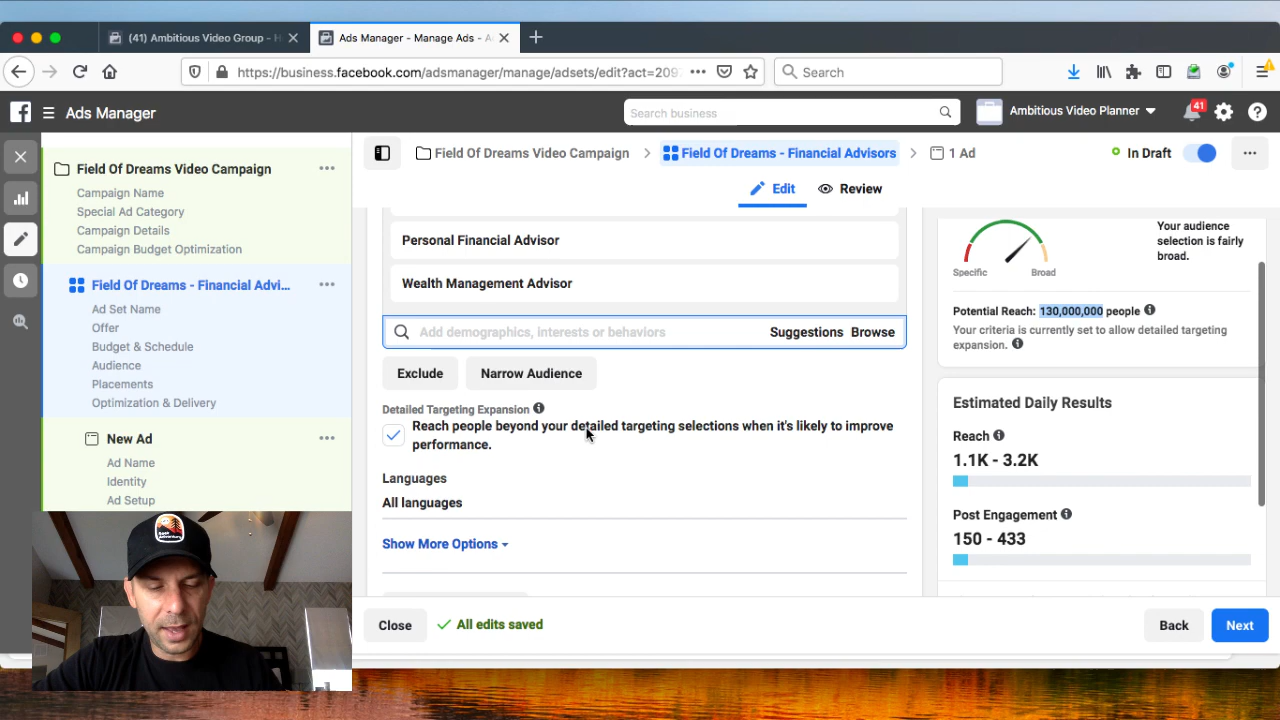 (41) Ambitious Video Group - H
Ads Manager - Manage Ads - A
https://business.facebook.com/adsmanager/manage/adsets/edit?act=209
Search
Ads Manager
Search business
Ambitious Video Planner
41
Field Of Dreams Video Campaign
Campaign Name
Special Ad Category
Campaign Details
Campaign Budget Optimization
Field Of Dreams - Financial Advi...
Ad Set Name
Offer
Budget & Schedule
Audience
Placements
Optimization & Delivery
New Ad
Ad Name
Identity
Ad Setup
Field Of Dreams Video Campaign
Field Of Dreams - Financial Advisors
1 Ad
In Draft
Edit
Review
Personal Financial Advisor
Wealth Management Advisor
Add demographics, interests or behaviors
Suggestions Browse
Exclude
Narrow Audience
Detailed Targeting Expansion
Reach people beyond your detailed targeting selections when it's likely to improve
performance.
Languages
All languages
Show More Options
Close
All edits saved
Back
Next
Specific
Broad
Your audience
selection is fairly
broad.
Potential Reach: 130,000,000 people
Your criteria is currently set to allow detailed targeting
expansion.
Estimated Daily Results
Reach
1.1K - 3.2K
Post Engagement
150 - 433